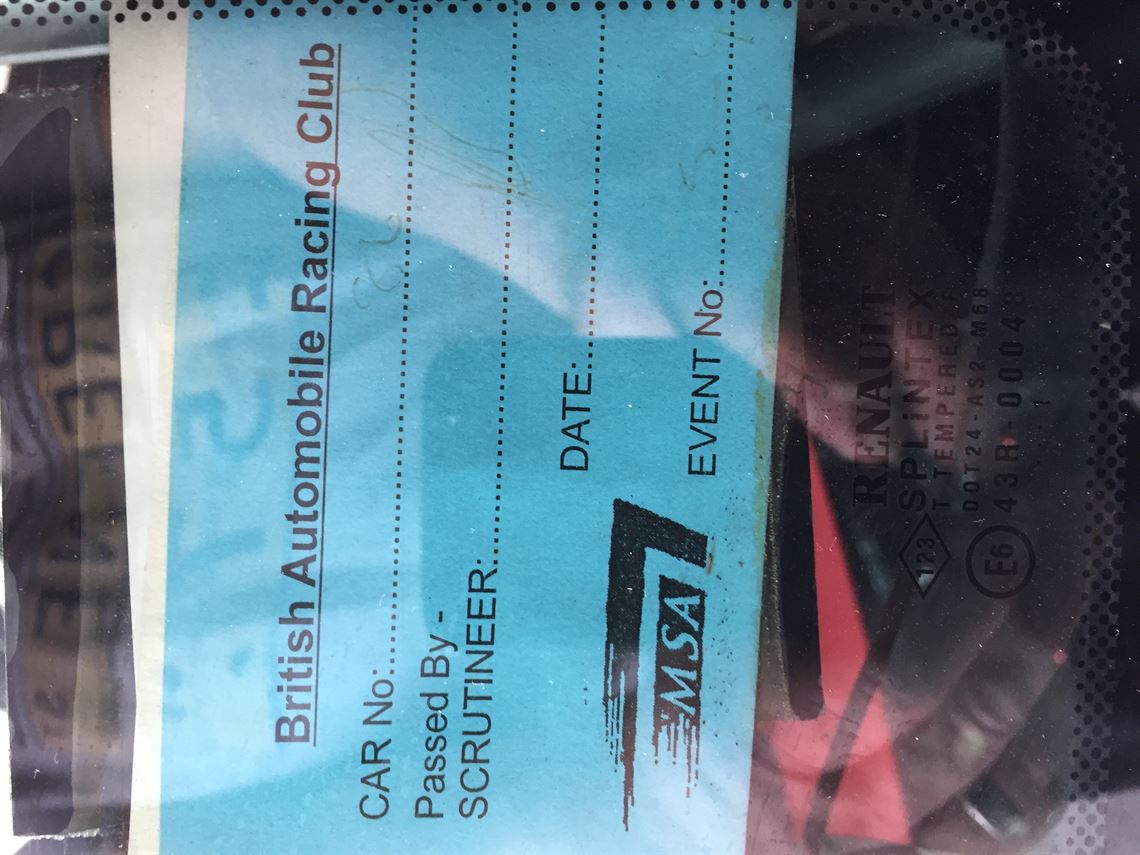 British Automobile Racing Club
CAR No:....................................
Passed By -
SCRUTINEER:....................................
DATE:....................................
EVENT No:....................................
MSA
RENAULT
SPLiNTEX
123
T TEMPERED F
DOT24-AS2-M68
E6 43R-00048